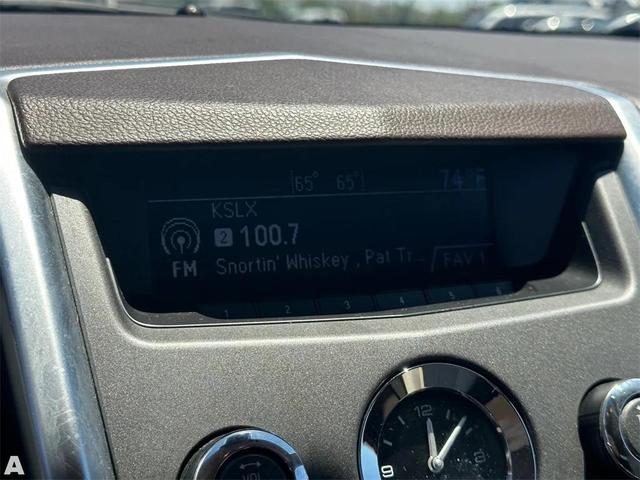 65° 65° 74°F
KSLX
2 100.7
FM Snortin' Whiskey , Pat Tr... FAV 1
1 2 3 4 5 6
12
9
VOL
A